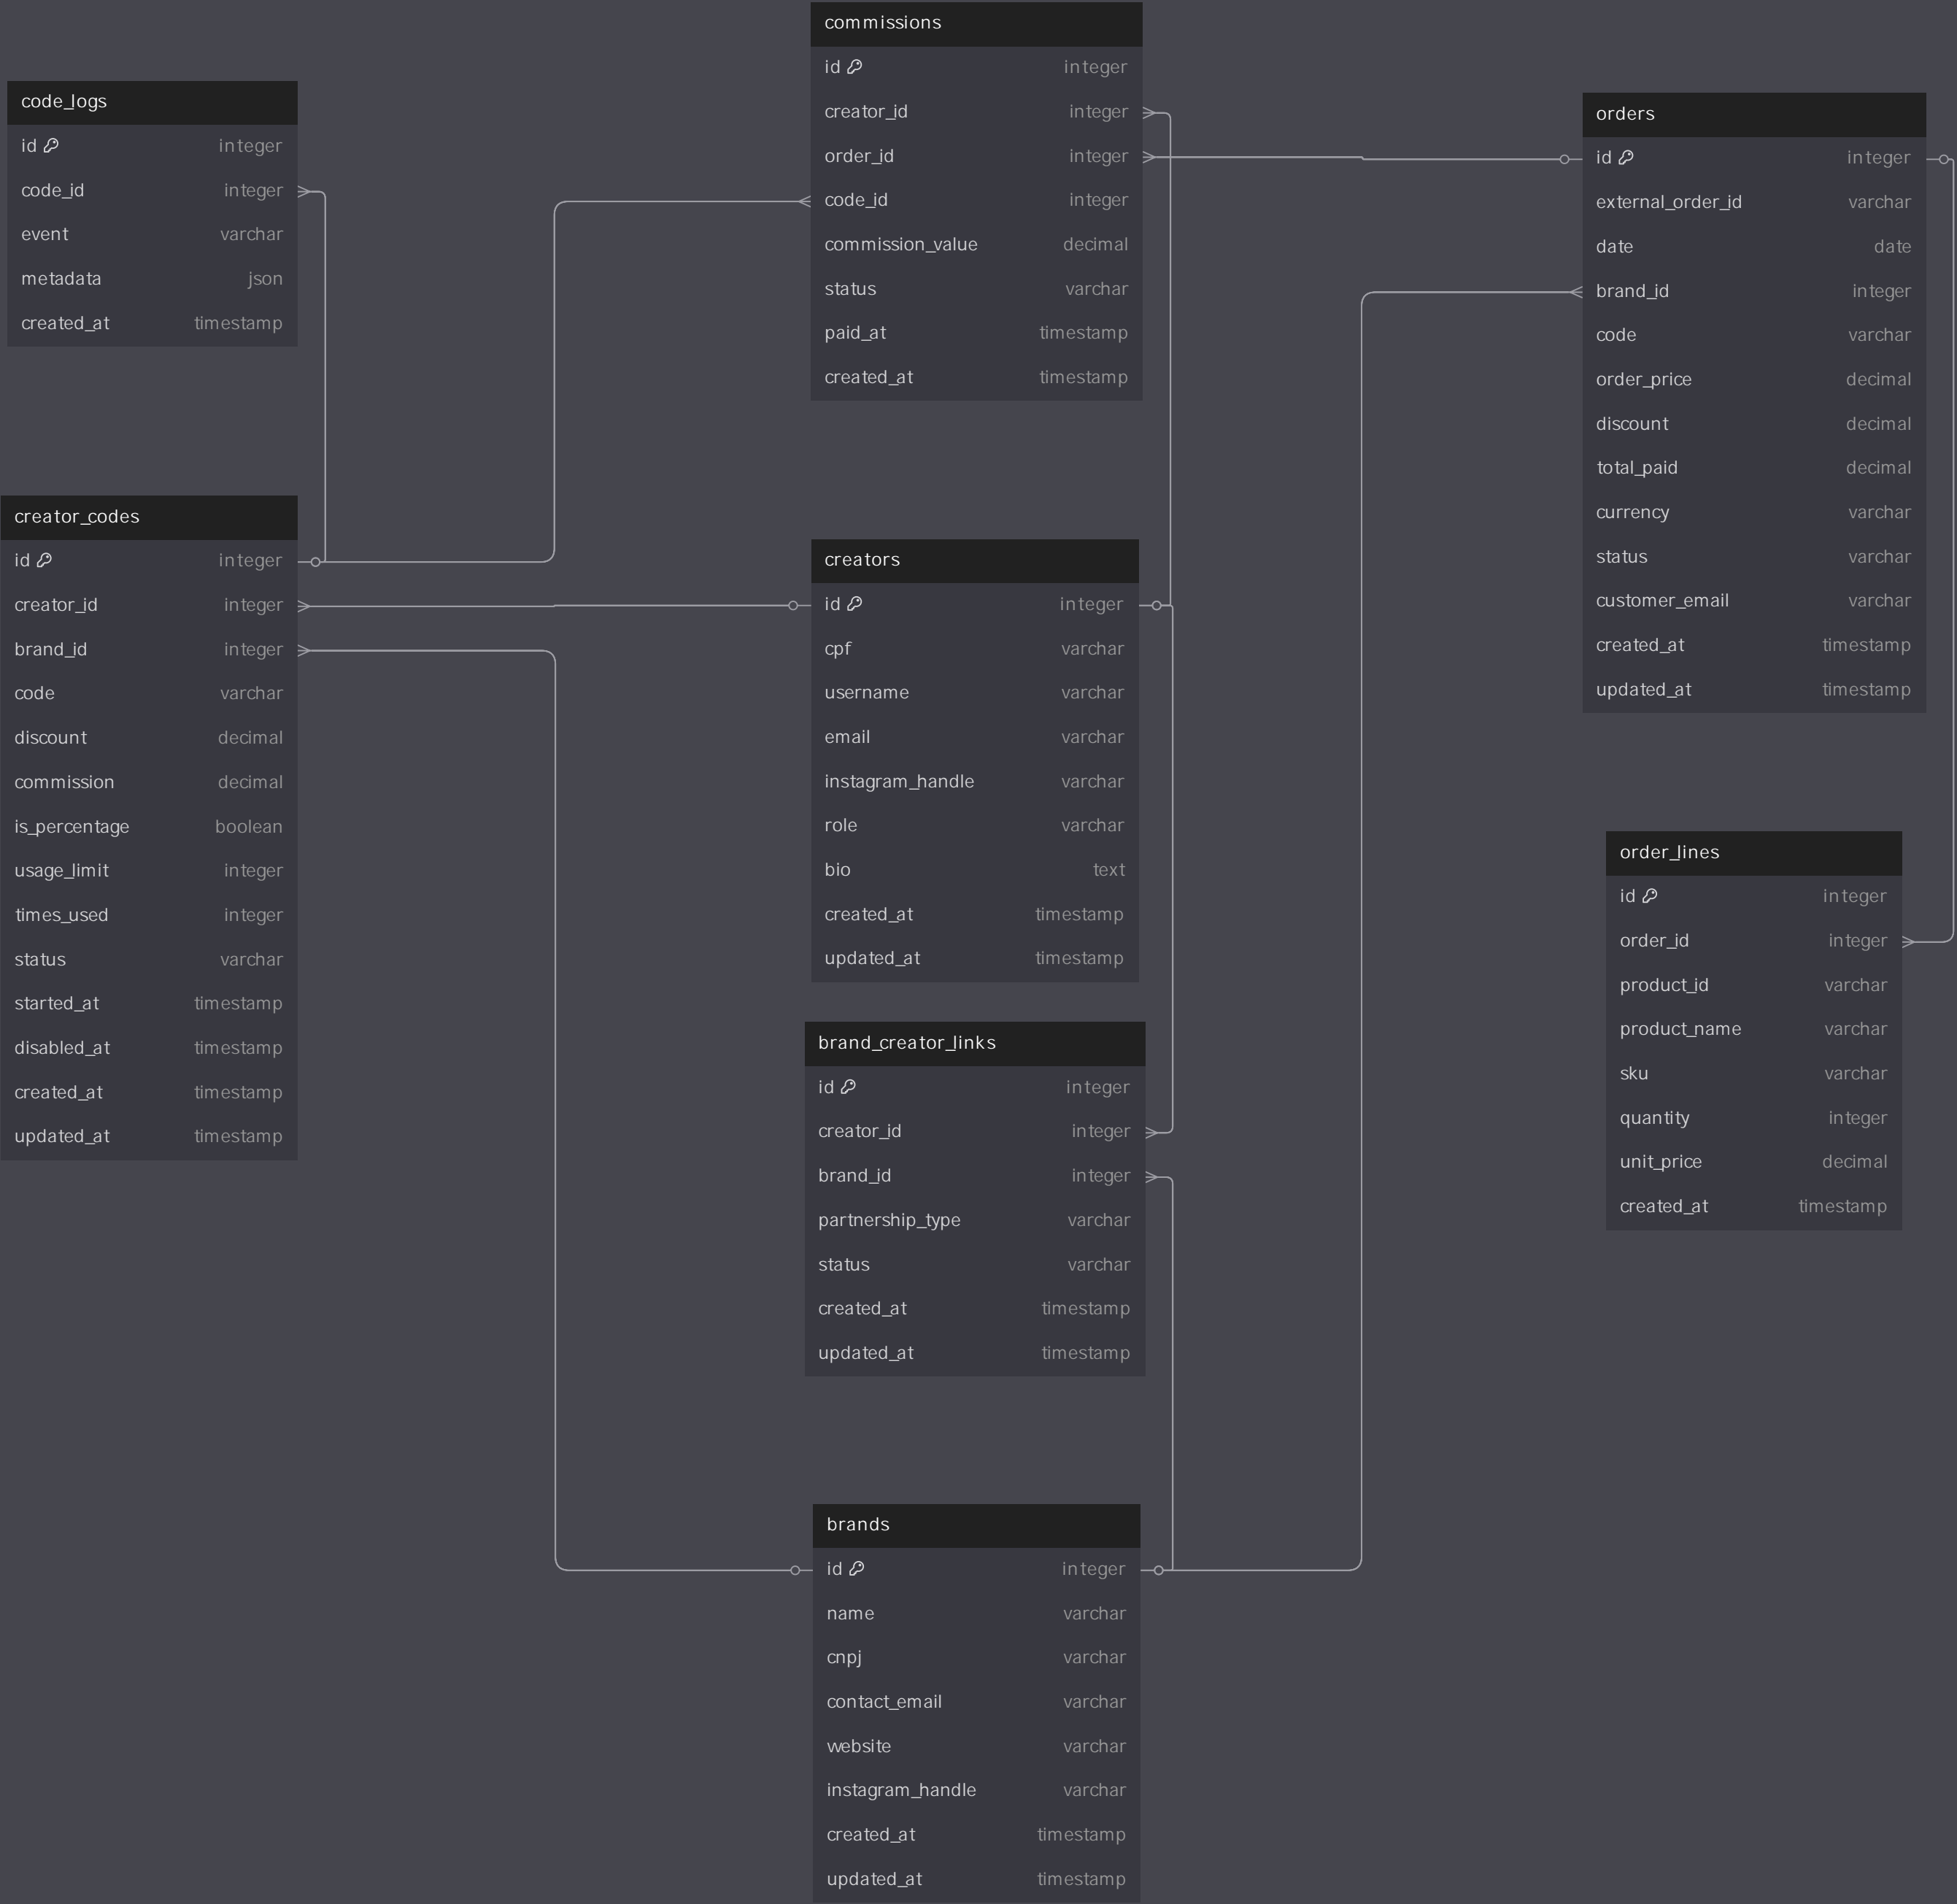 commissions
id integer
creator_id integer
order_id integer
code_id integer
commission_value decimal
status varchar
paid_at timestamp
created_at timestamp
code_logs
id integer
code_id integer
event varchar
metadata json
created_at timestamp
orders
id integer
external_order_id varchar
date date
brand_id integer
code varchar
order_price decimal
discount decimal
total_paid decimal
currency varchar
status varchar
customer_email varchar
created_at timestamp
updated_at timestamp
creator_codes
id integer
creator_id integer
brand_id integer
code varchar
discount decimal
commission decimal
is_percentage boolean
usage_limit integer
times_used integer
status varchar
started_at timestamp
disabled_at timestamp
created_at timestamp
updated_at timestamp
creators
id integer
cpf varchar
username varchar
email varchar
instagram_handle varchar
role varchar
bio text
created_at timestamp
updated_at timestamp
order_lines
id integer
order_id integer
product_id varchar
product_name varchar
sku varchar
quantity integer
unit_price decimal
created_at timestamp
brand_creator_links
id integer
creator_id integer
brand_id integer
partnership_type varchar
status varchar
created_at timestamp
updated_at timestamp
brands
id integer
name varchar
cnpj varchar
contact_email varchar
website varchar
instagram_handle varchar
created_at timestamp
updated_at timestamp